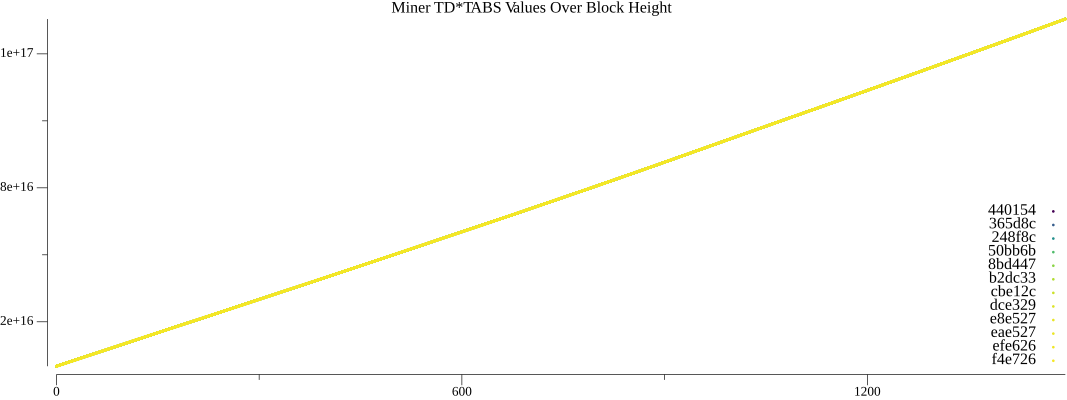 Miner TD*TABS Values Over Block Height
1e+17
8e+16
2e+16
440154
365d8c
248f8c
50bb6b
8bd447
b2dc33
cbe12c
dce329
e8e527
eae527
efe626
f4e726
0
600
1200